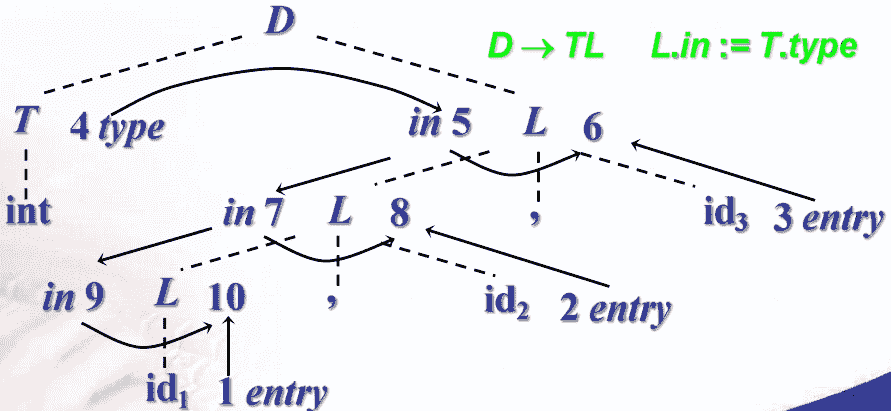 D
D → TL L.in := T.type
T 4 type in 5 L 6
int in 7 L 8 , id₃ 3 entry
in 9 L 10 , id₂ 2 entry
id₁ 1 entry